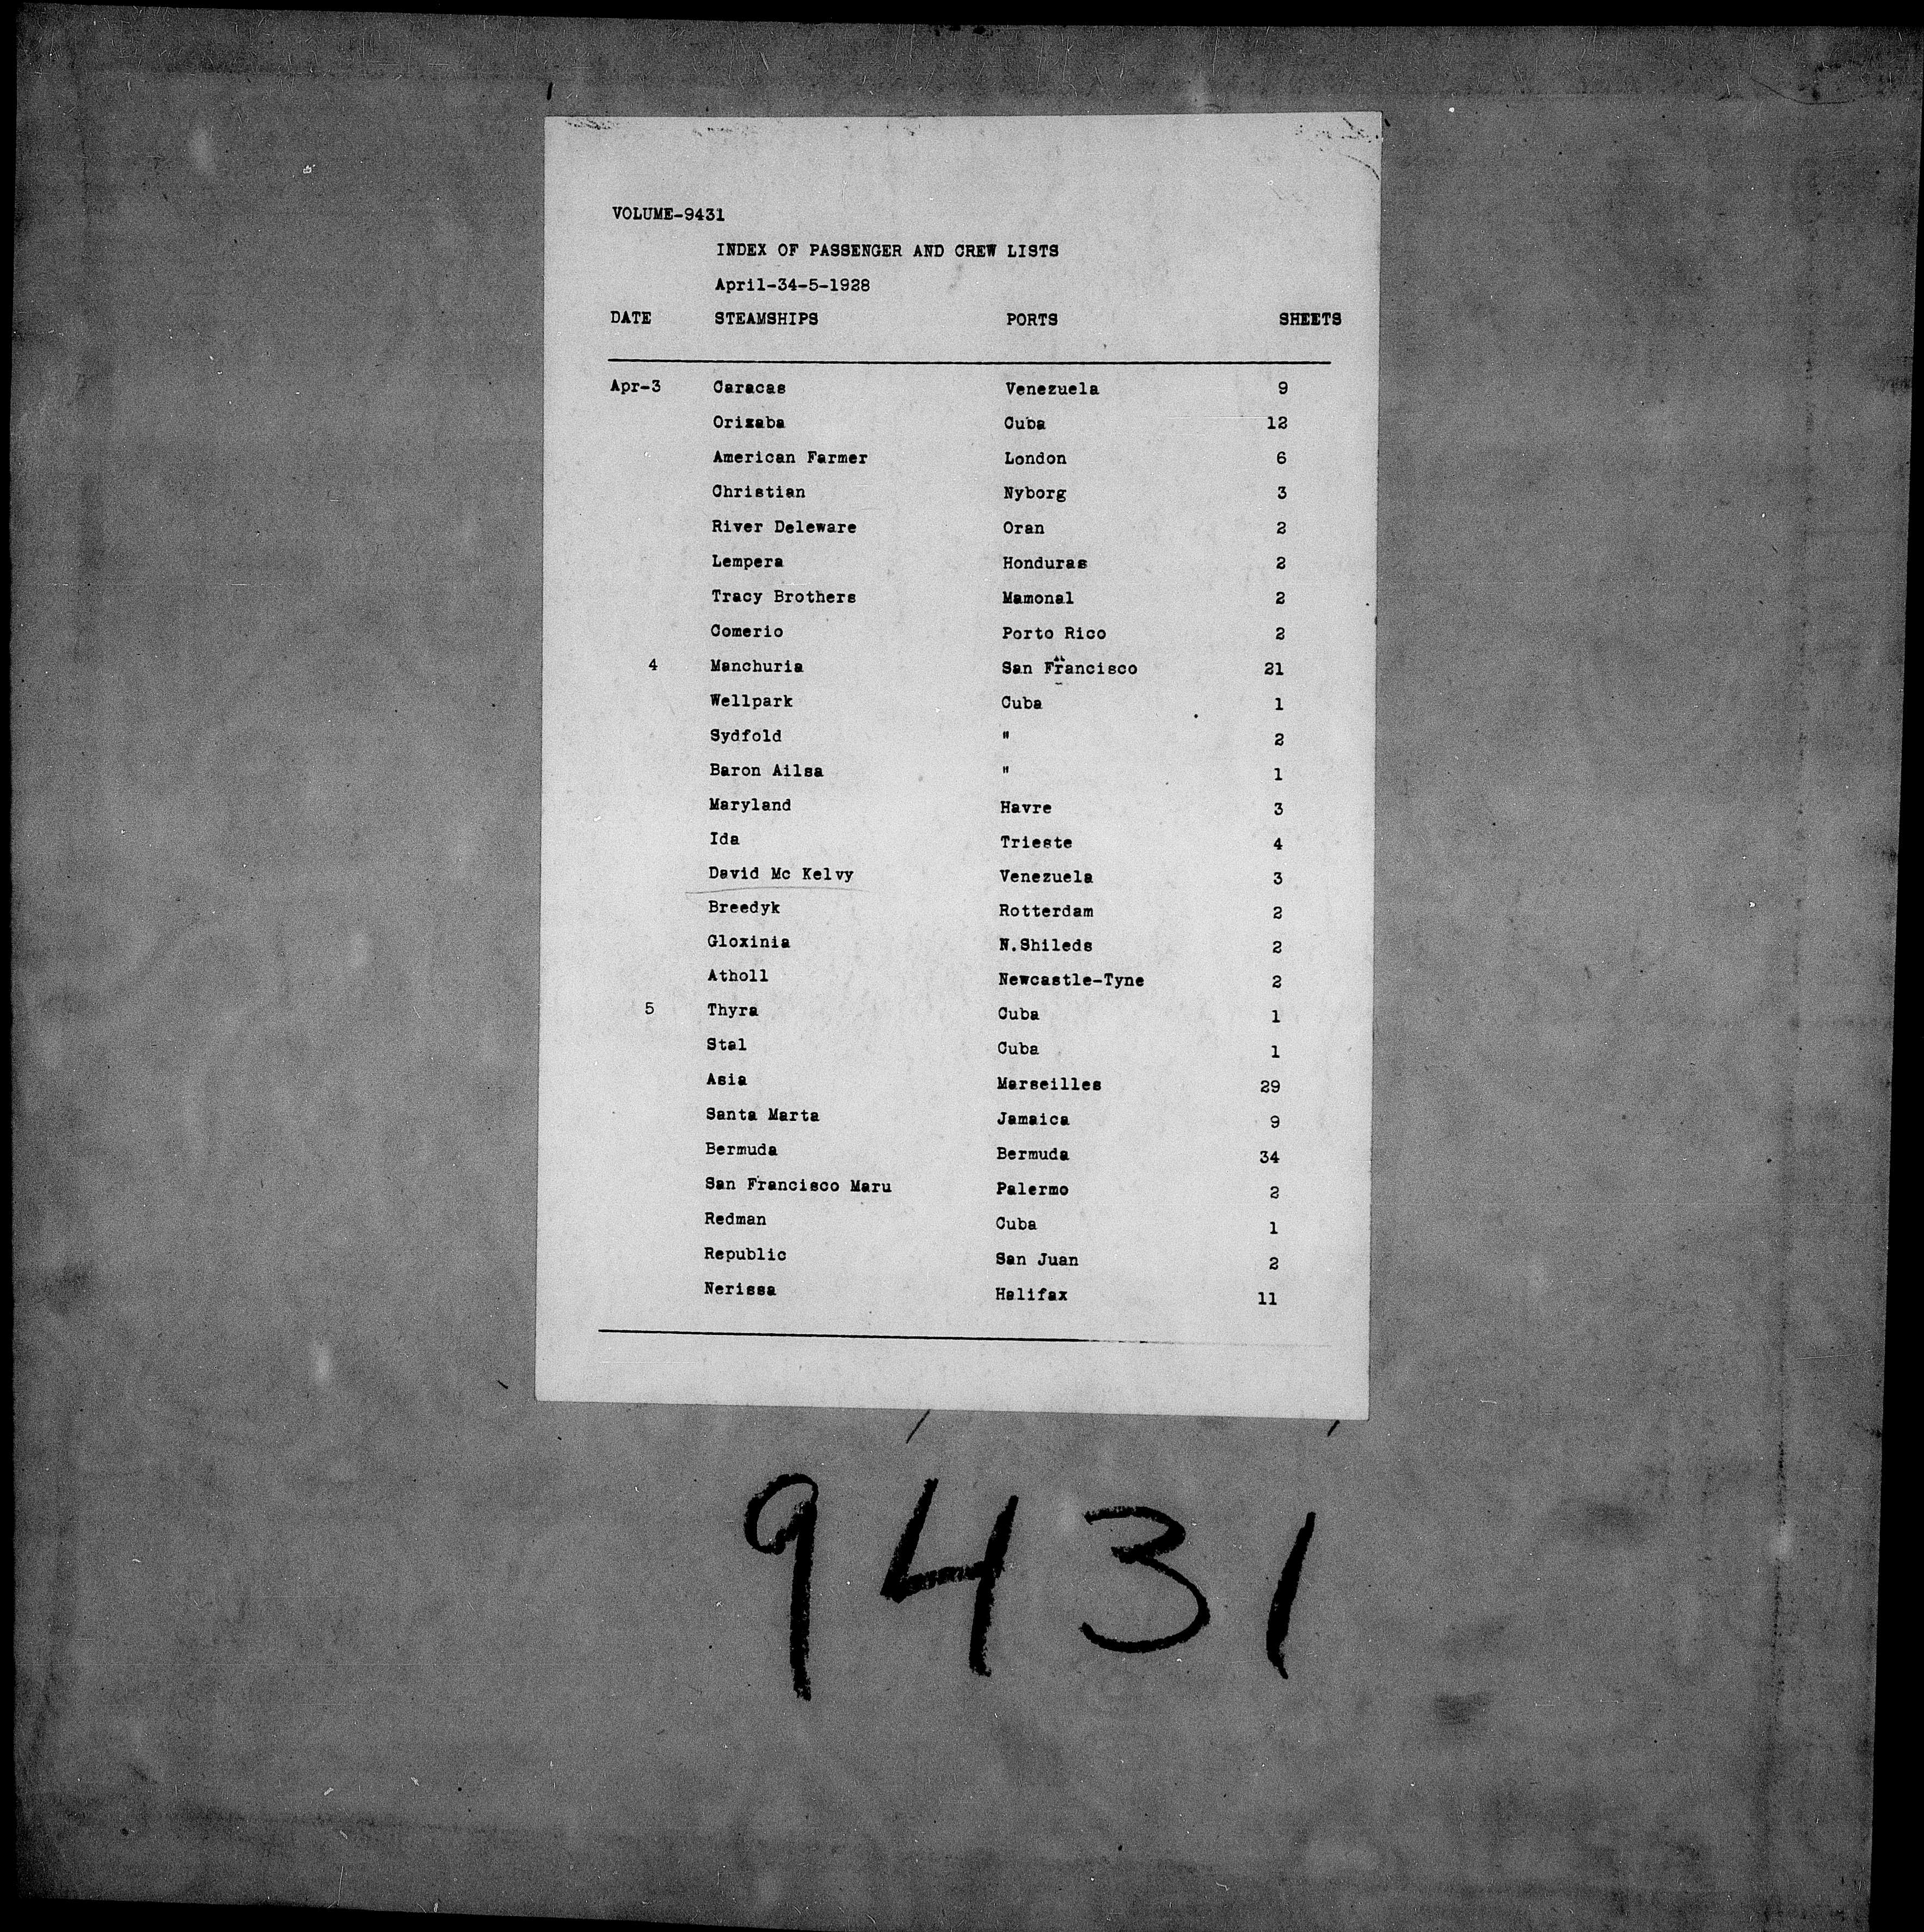 VOLUME-9431
INDEX OF PASSENGER AND CREW LISTS
April-34-5-1928
DATE STEAMSHIPS PORTS SHEETS
Apr-3 Caracas Venezuela 9
Orizaba Cuba 12
American Farmer London 6
Christian Nyborg 3
River Deleware Oran 2
Lempera Honduras 2
Tracy Brothers Mamonal 2
Comerio Porto Rico 2
4 Manchuria San Francisco 21
Wellpark Cuba 1
Sydfold " 2
Baron Ailsa " 1
Maryland Havre 3
Ida Trieste 4
David Mc Kelvy Venezuela 3
Breedyk Rotterdam 2
Gloxinia N.Shileds 2
Atholl Newcastle-Tyne 2
5 Thyra Cuba 1
Stal Cuba 1
Asia Marseilles 29
Santa Marta Jamaica 9
Bermuda Bermuda 34
San Francisco Maru Palermo 2
Redman Cuba 1
Republic San Juan 2
Nerissa Halifax 11
9431